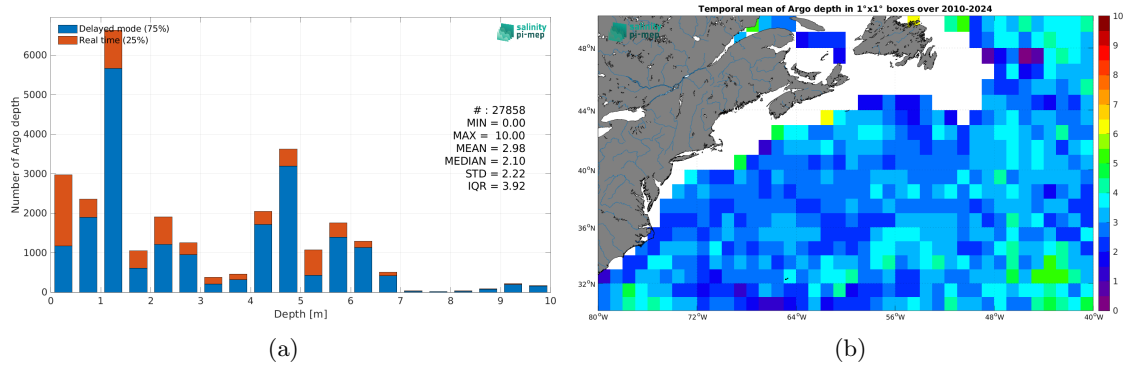 Delayed mode (75%)
Real time (25%)
salinity
pi-mep
# : 27858
MIN = 0.00
MAX = 10.00
MEAN = 2.98
MEDIAN = 2.10
STD = 2.22
IQR = 3.92
Number of Argo depth
6000
5000
4000
3000
2000
1000
0
0 1 2 3 4 5 6 7 8 9 10
Depth [m]
(a)
Temporal mean of Argo depth in 1°x1° boxes over 2010-2024
salinity
pi-mep
48°N
44°N
40°N
36°N
32°N
80°W 72°W 64°W 56°W 48°W 40°W
10
9
8
7
6
5
4
3
2
1
0
(b)